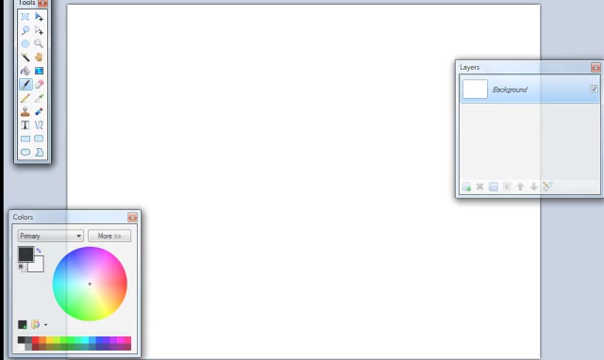 Tools
Layers
Background
Colors
Primary
More >>